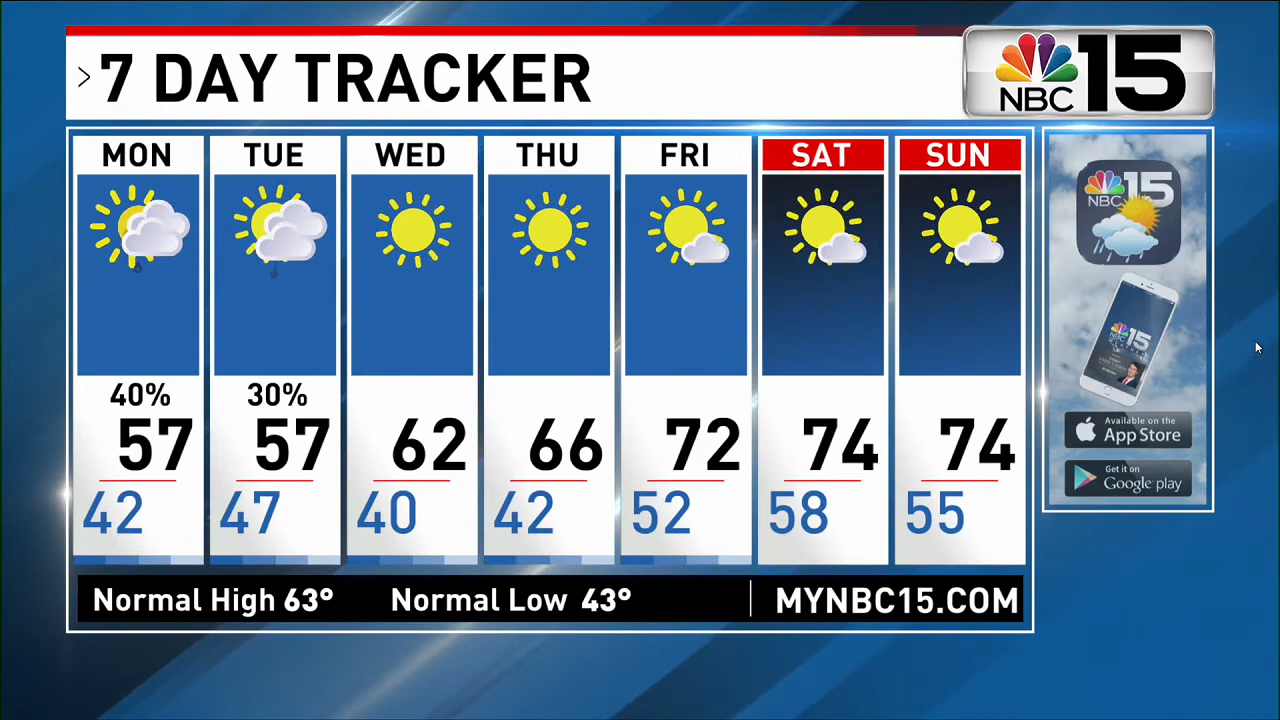 > 7 DAY TRACKER
NBC 15
MON TUE WED THU FRI SAT SUN
40% 30%
57 57 62 66 72 74 74
42 47 40 42 52 58 55
Normal High 63° Normal Low 43° MYNBC15.COM
NBC 15
NBC 15
Available on the
App Store
Get it on
Google play